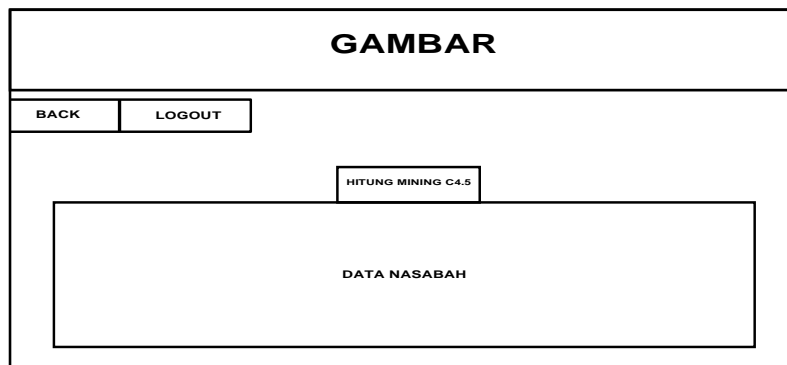 GAMBAR
BACK
LOGOUT
HITUNG MINING C4.5
DATA NASABAH